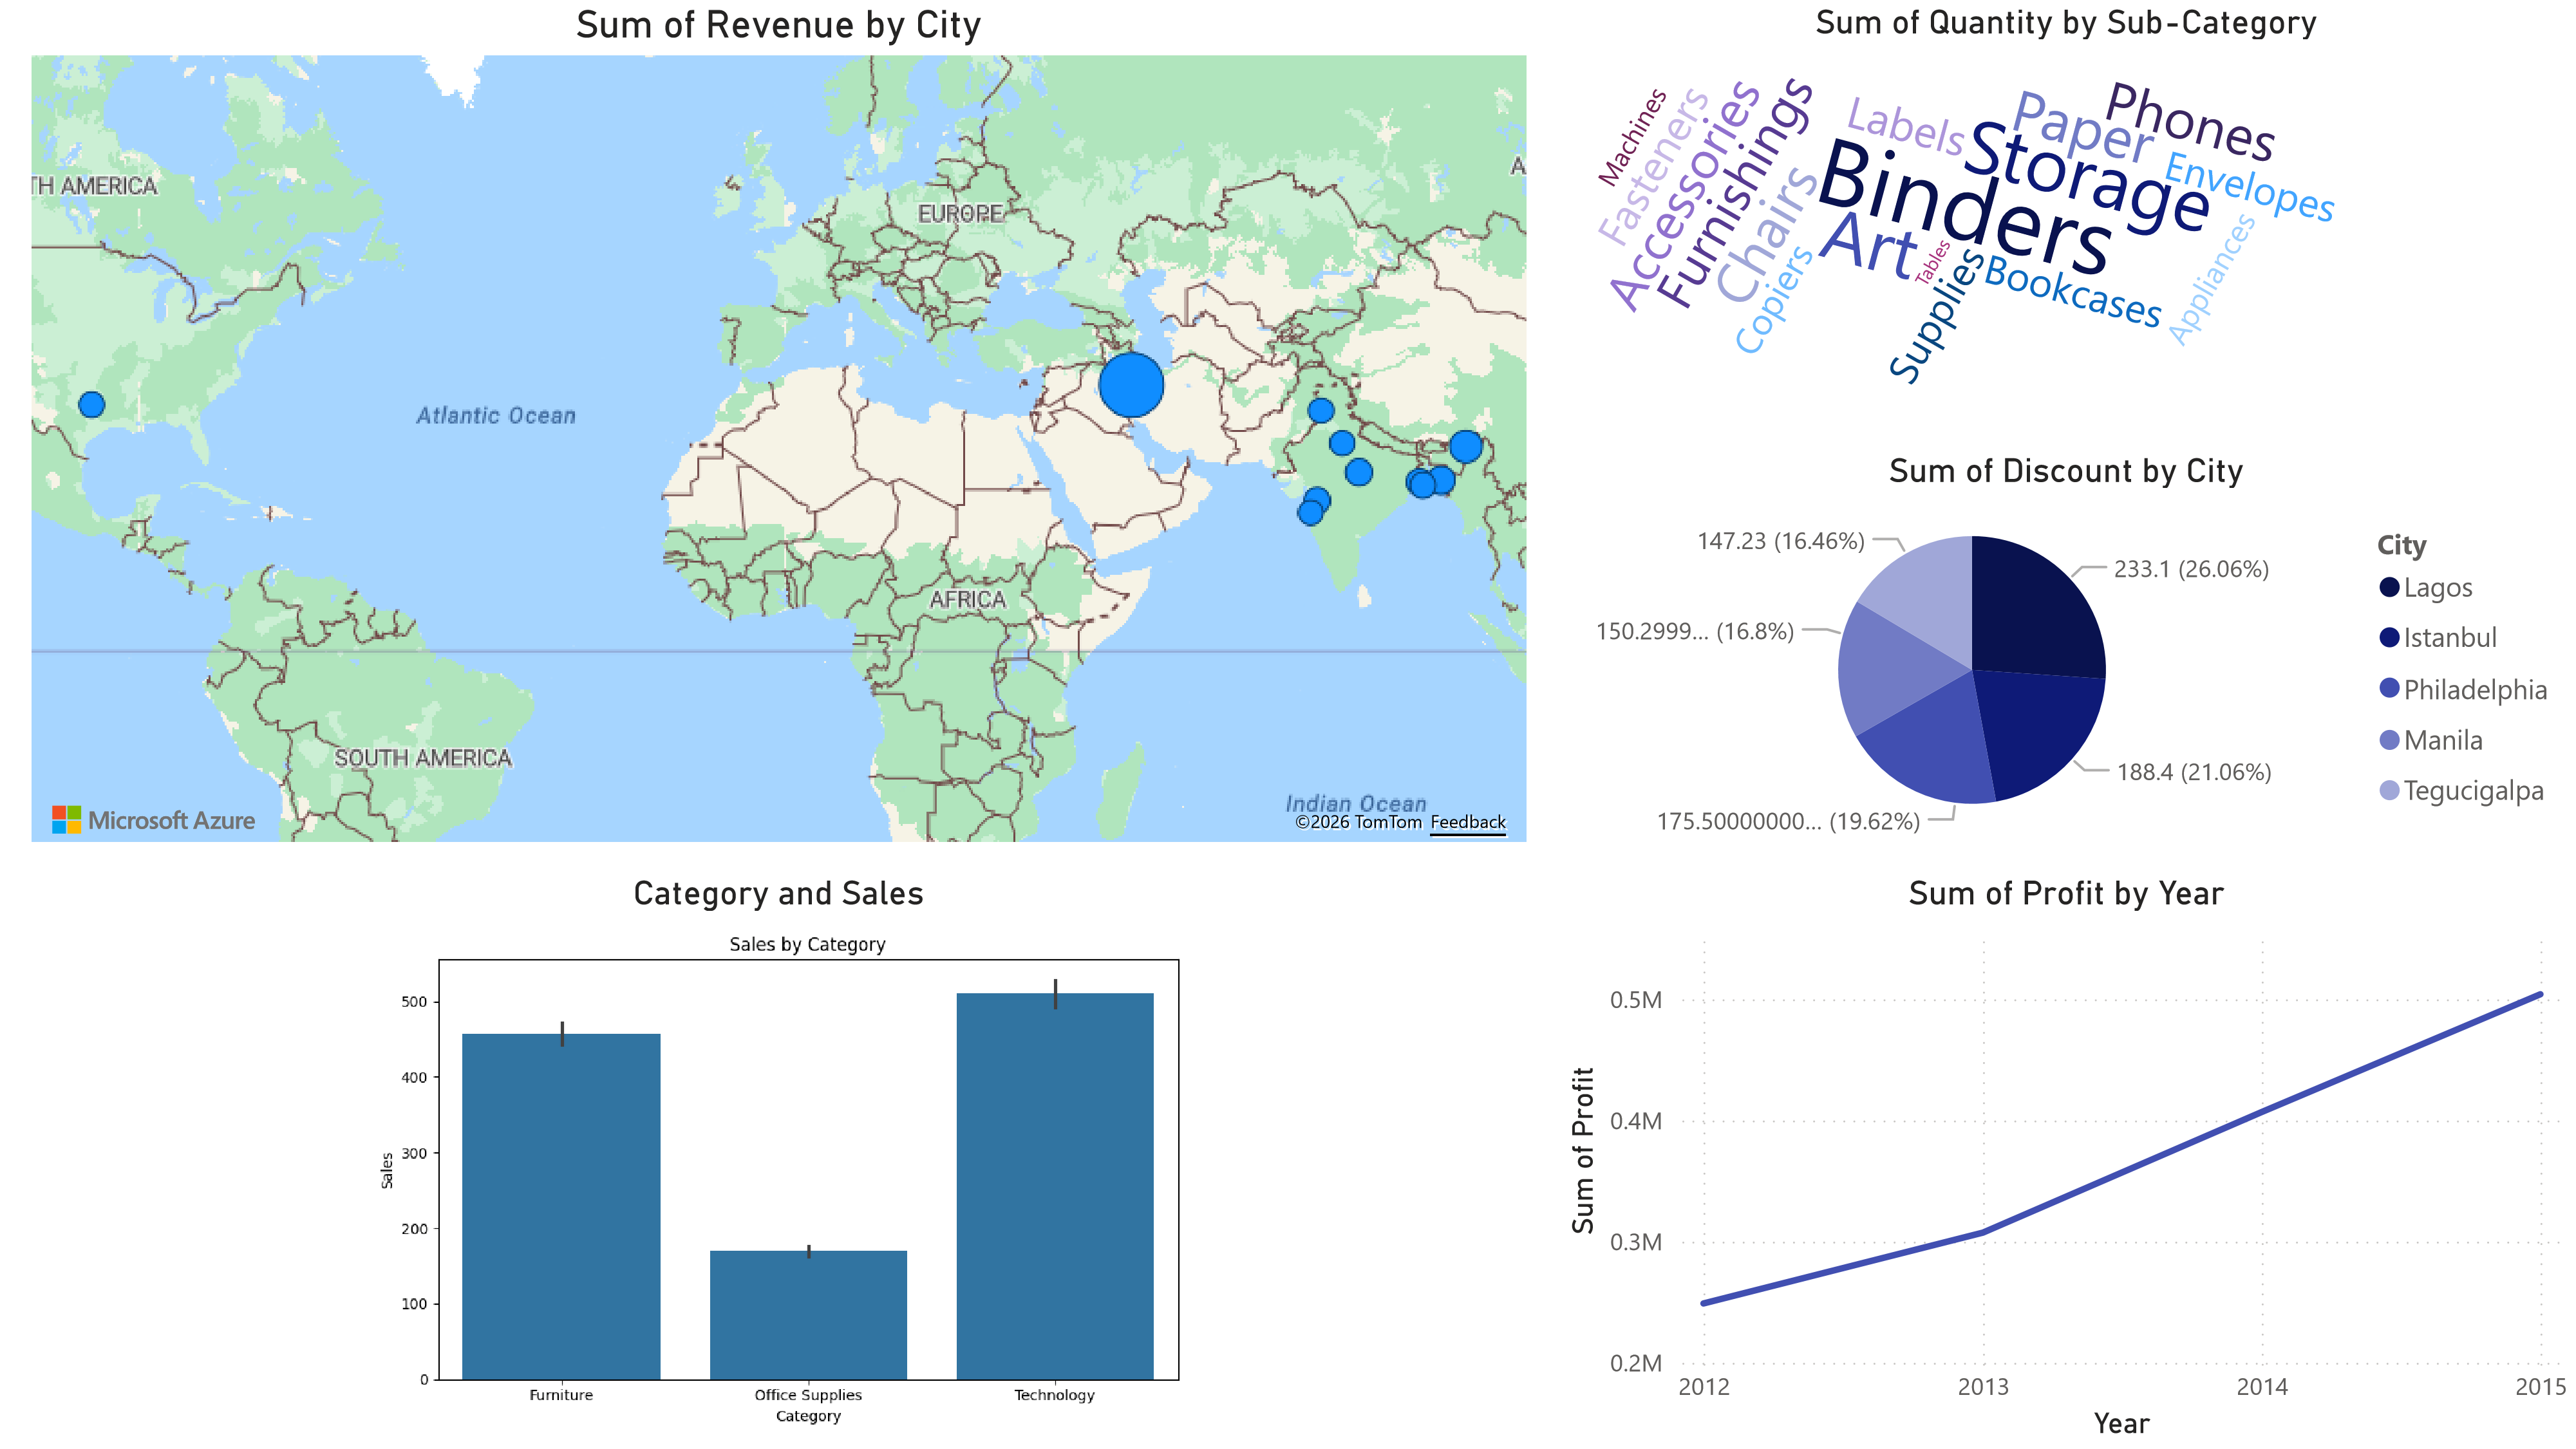 Sum of Revenue by City
TH AMERICA
EUROPE
A
Atlantic Ocean
AFRICA
SOUTH AMERICA
Indian Ocean
Microsoft Azure
©2026 TomTom Feedback
Sum of Quantity by Sub-Category
Machines
Fasteners
Accessories
Furnishings
Chairs
Copiers
Labels
Paper
Phones
Storage
Binders
Envelopes
Art
Tables
Supplies
Bookcases
Appliances
Sum of Discount by City
147.23 (16.46%)
233.1 (26.06%)
150.2999... (16.8%)
188.4 (21.06%)
175.50000000... (19.62%)
City
Lagos
Istanbul
Philadelphia
Manila
Tegucigalpa
Category and Sales
Sales by Category
Sales
500
400
300
200
100
0
Furniture Office Supplies Technology
Category
Sum of Profit by Year
Sum of Profit
0.5M
0.4M
0.3M
0.2M
2012 2013 2014 2015
Year